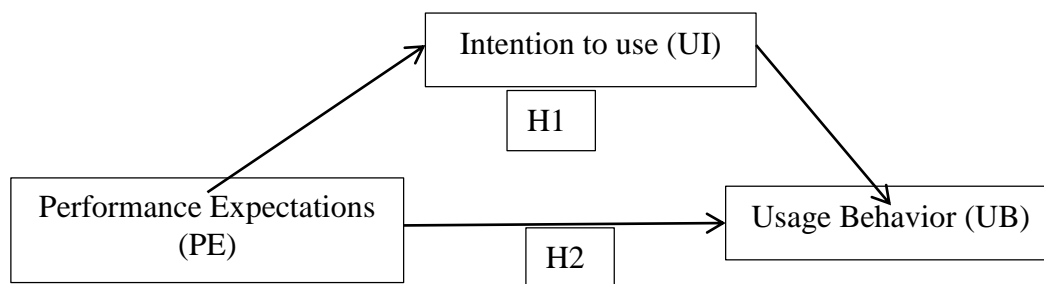 Intention to use (UI)
H1
Performance Expectations
(PE)
Usage Behavior (UB)
H2